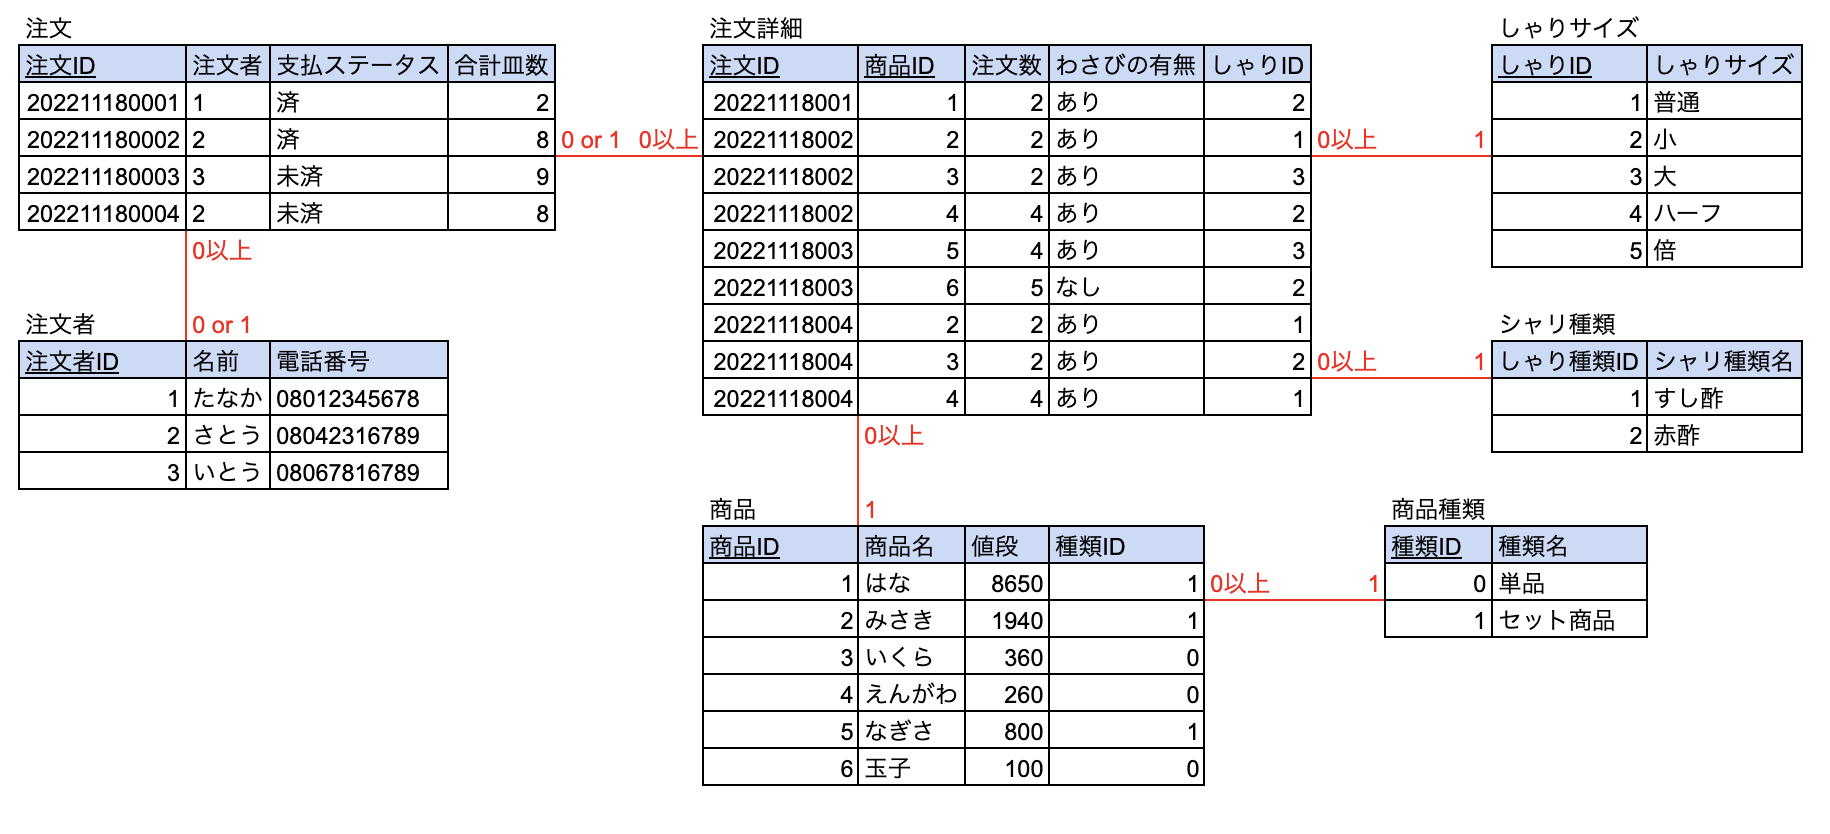 注文
注文ID 注文者 支払ステータス 合計皿数
202211180001 1 済 2
202211180002 2 済 8
202211180003 3 未済 9
202211180004 2 未済 8
0 or 1 0以上
0以上
0 or 1
注文者
注文者ID 名前 電話番号
1 たなか 08012345678
2 さとう 08042316789
3 いとう 08067816789
注文詳細
注文ID 商品ID 注文数 わさびの有無 しゃりID
20221118001 1 2 あり 2
20221118002 2 2 あり 1
20221118002 3 2 あり 3
20221118002 4 4 あり 2
20221118003 5 4 あり 3
20221118003 6 5 なし 2
20221118004 2 2 あり 1
20221118004 3 2 あり 2
20221118004 4 4 あり 1
0以上 1
0以上 1
0以上
1
しゃりサイズ
しゃりID しゃりサイズ
1 普通
2 小
3 大
4 ハーフ
5 倍
シャリ種類
しゃり種類ID シャリ種類名
1 すし酢
2 赤酢
商品
商品ID 商品名 値段 種類ID
1 はな 8650 1
2 みさき 1940 1
3 いくら 360 0
4 えんがわ 260 0
5 なぎさ 800 1
6 玉子 100 0
0以上 1
商品種類
種類ID 種類名
0 単品
1 セット商品